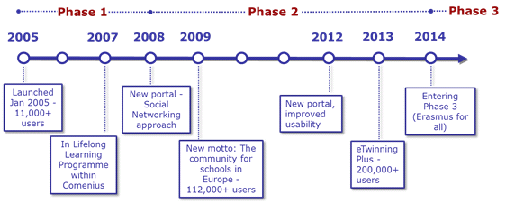 Phase 1
Phase 2
Phase 3
2005
2007
2008
2009
2012
2013
2014
Launched
Jan 2005 -
11,000+
users
In Lifelong
Learning
Programme
within
Comenius
New portal -
Social
Networking
approach
New motto: The
community for
schools in
Europe -
112,000+ users
New portal,
improved
usability
eTwinning
Plus -
200,000+
users
Entering
Phase 3
(Erasmus for
all)